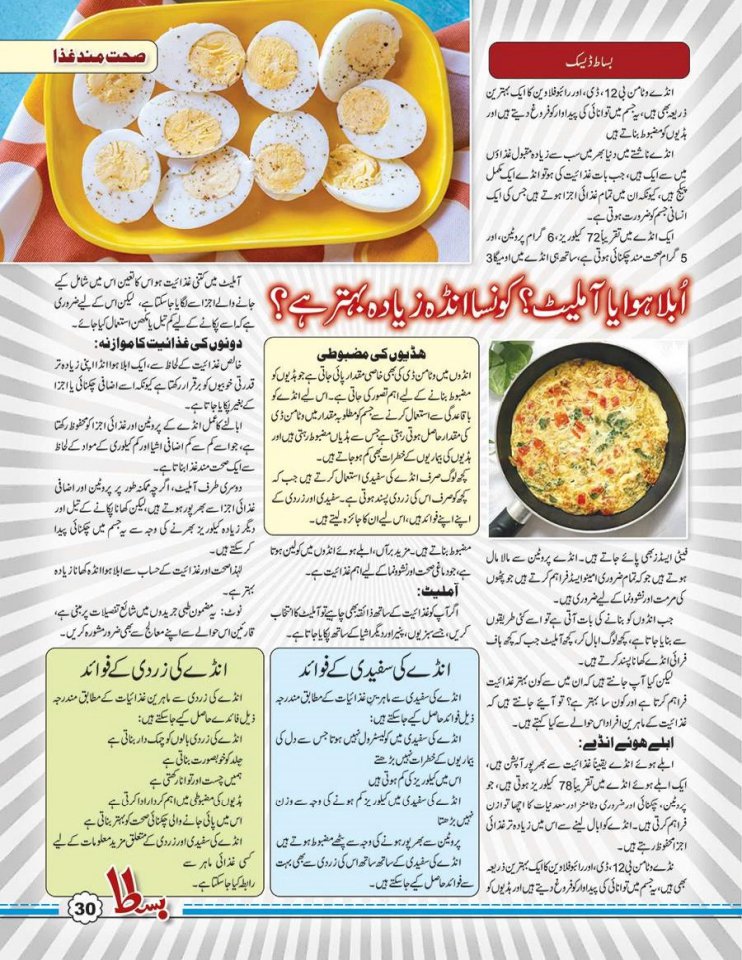 صحت مند غذا
بساط ڈیسک
انڈے وٹامن بی 12، ڈی، اور رائبوفلاوین کا ایک بہترین
ذریعہ بھی ہیں، یہ جسم میں توانائی کی پیداوار کو فروغ دیتے ہیں اور
ہڈیوں کو مضبوط بناتے ہیں
انڈے ناشتے میں دنیا بھر میں سب سے زیادہ مقبول غذاؤں
میں سے ایک ہیں، جب بات غذائیت کی ہو تو انڈے ایک مکمل
پیکج ہیں، کیونکہ ان میں تمام غذائی اجزا ہوتے ہیں جس کی ایک
انسانی جسم کو ضرورت ہوتی ہے۔
ایک انڈے میں تقریباً 72 کیلوریز، 6 گرام پروٹین، اور
5 گرام صحت مند چکنائی ہوتی ہے، ساتھ ہی انڈے میں اومیگا 3
اُبلا ہوا یا آملیٹ؟ کونسا انڈہ زیادہ بہتر ہے؟
فیٹی ایسڈز بھی پائے جاتے ہیں۔ انڈے پروٹین سے مالا مال
ہوتے ہیں جو کہ تمام ضروری امینو ایسڈ فراہم کرتے ہیں جو پٹھوں
کی مرمت اور نشوونما کے لیے ضروری ہیں۔
جب انڈوں کو بنانے کی بات آتی ہے تو اسے کئی طریقوں
سے بنایا جاتا ہے، کچھ لوگ ابال کر، کچھ آملیٹ جب کہ کچھ ہاف
فرائی انڈے کھانا پسند کرتے ہیں۔
لیکن کیا آپ جانتے ہیں کہ ان میں سے کون بہتر غذائیت
فراہم کرتا ہے اور کون سا بہتر ہے؟ تو آیئے جانتے ہیں کہ
غذائیت کے ماہرین افراد اس حوالے سے کیا کہتے ہیں۔
ابلے ہوئے انڈے:
ابلے ہوئے انڈے یقیناً غذائیت سے بھرپور آپشن ہیں،
ایک ابلے ہوئے انڈے میں تقریباً 78 کیلوریز ہوتی ہیں، جو
پروٹین، چکنائی، اور ضروری وٹامنز اور معدنیات کا اچھا توازن
فراہم کرتی ہیں۔ انڈے کو ابال لینے سے اس میں زیادہ تر غذائی
اجزا محفوظ رہتے ہیں۔
نڈے وٹامن بی 12، ڈی، اور رائبوفلاوین کا ایک بہترین ذریعہ
بھی ہیں، یہ جسم میں توانائی کی پیداوار کو فروغ دیتے ہیں اور ہڈیوں کو
ہڈیوں کی مضبوطی
انڈوں میں وٹامن ڈی کی بھی خاصی مقدار پائی جاتی ہے جو ہڈیوں کو
مضبوط بنانے کے لیے اہم تصور کی جاتی ہے۔ اس لیے انڈے کو
باقاعدگی سے استعمال کرنے سے جسم کو مطلوبہ مقدار میں وٹامن ڈی
کی مقدار حاصل ہوتی رہتی ہے جس سے ہڈیاں مضبوط رہتی ہیں اور
ہڈیوں کی بیماریوں کے خطرات بھی کم ہو جاتے ہیں۔
کچھ لوگ صرف انڈے کی سفیدی استعمال کرتے ہیں جب کہ
کچھ کو صرف اس کی زردی پسند ہوتی ہے۔ سفیدی اور زردی کے
اپنے اپنے فوائد ہیں، اس لیے ان کا جائزہ لیتے ہیں۔
مضبوط بناتے ہیں۔ مزید برآں، ابلے ہوئے انڈوں میں کولین ہوتا
ہے، جو دماغی صحت اور نشوونما کے لیے اہم غذائیت ہے۔
آملیٹ:
اگر آپ کو غذائیت کے ساتھ ذائقہ بھی چاہیے تو آملیٹ کا انتخاب
کریں، جسے سبزیوں، پنیر اور دیگر اشیا کے ساتھ پکایا جاتا ہے۔
آملیٹ میں کتنی غذائیت ہو اس کا تعین اس میں شامل کیے
جانے والے اجزا سے لگایا جا سکتا ہے، لیکن اس کے لیے ضروری
ہے کہ اسے پکانے کے لیے کم تیل یا مکھن استعمال کیا جائے۔
دونوں کی غذائیت کا موازنہ:
خالص غذائیت کے لحاظ سے، ایک ابلا ہوا انڈا اپنی زیادہ تر
قدرتی خوبیوں کو برقرار رکھتا ہے کیونکہ اسے اضافی چکنائی یا اجزا
کے بغیر پکایا جاتا ہے۔
ابالنے کا عمل انڈے کے پروٹین اور غذائی اجزا کو محفوظ رکھتا
ہے، جو اسے کم سے کم اضافی اشیا اور کم کیلوری کے مواد کے لحاظ
سے ایک صحت مند غذا بناتا ہے۔
دوسری طرف آملیٹ، اگرچہ ممکنہ طور پر پروٹین اور اضافی
غذائی اجزا سے بھرپور ہوتے ہیں، لیکن کھانا پکانے کے تیل اور
دیگر زیادہ کیلوریز بھرنے کی وجہ سے یہ جسم میں چکنائی پیدا
کر سکتے ہیں۔
لہٰذا صحت اور غذائیت کے حساب سے ابلا ہوا انڈہ کھانا زیادہ
بہتر ہے۔
نوٹ: یہ مضمون طبی جریدوں میں شائع تفصیلات پر مبنی ہے،
قارئین اس حوالے سے اپنے معالج سے بھی ضرور مشورہ کریں۔
انڈے کی سفیدی کے فوائد
انڈے کی سفیدی سے ماہرینِ غذائیات کے مطابق مندرجہ
ذیل فوائد حاصل کیے جا سکتے ہیں:
انڈے کی سفیدی میں کولیسٹرول نہیں ہوتا جس سے دل کی
بیماریوں کے خطرات نہیں بڑھتے
اس میں کیلوریز کم ہوتی ہیں
انڈے کی سفیدی میں کیلوریز کم ہونے کی وجہ سے وزن
نہیں بڑھتا
پروٹین سے بھرپور ہونے کی وجہ سے پٹھے مضبوط ہوتے ہیں
انڈے کی سفیدی کے ساتھ ساتھ اس کی زردی سے بھی بہت
سے فوائد حاصل کیے جا سکتے ہیں۔
انڈے کی زردی کے فوائد
انڈے کی زردی سے ماہرین غذائیات کے مطابق مندرجہ
ذیل فائدے حاصل کیے جا سکتے ہیں:
انڈے کی زردی بالوں کو چمک دار بناتی ہے
جلد کو خوبصورت بناتی ہے
ہمیں چست اور توانا رکھتی ہے
ہڈیوں کی مضبوطی میں اہم کردار ادا کرتی ہے
اس میں پائی جانے والی چکنائی صحت کو بہتر بناتی ہے
انڈے کی سفیدی اور زردی کے متعلق مزید معلومات کے لیے
کسی غذائی ماہر سے
رابطہ کیا جا سکتا ہے۔
بساط
30